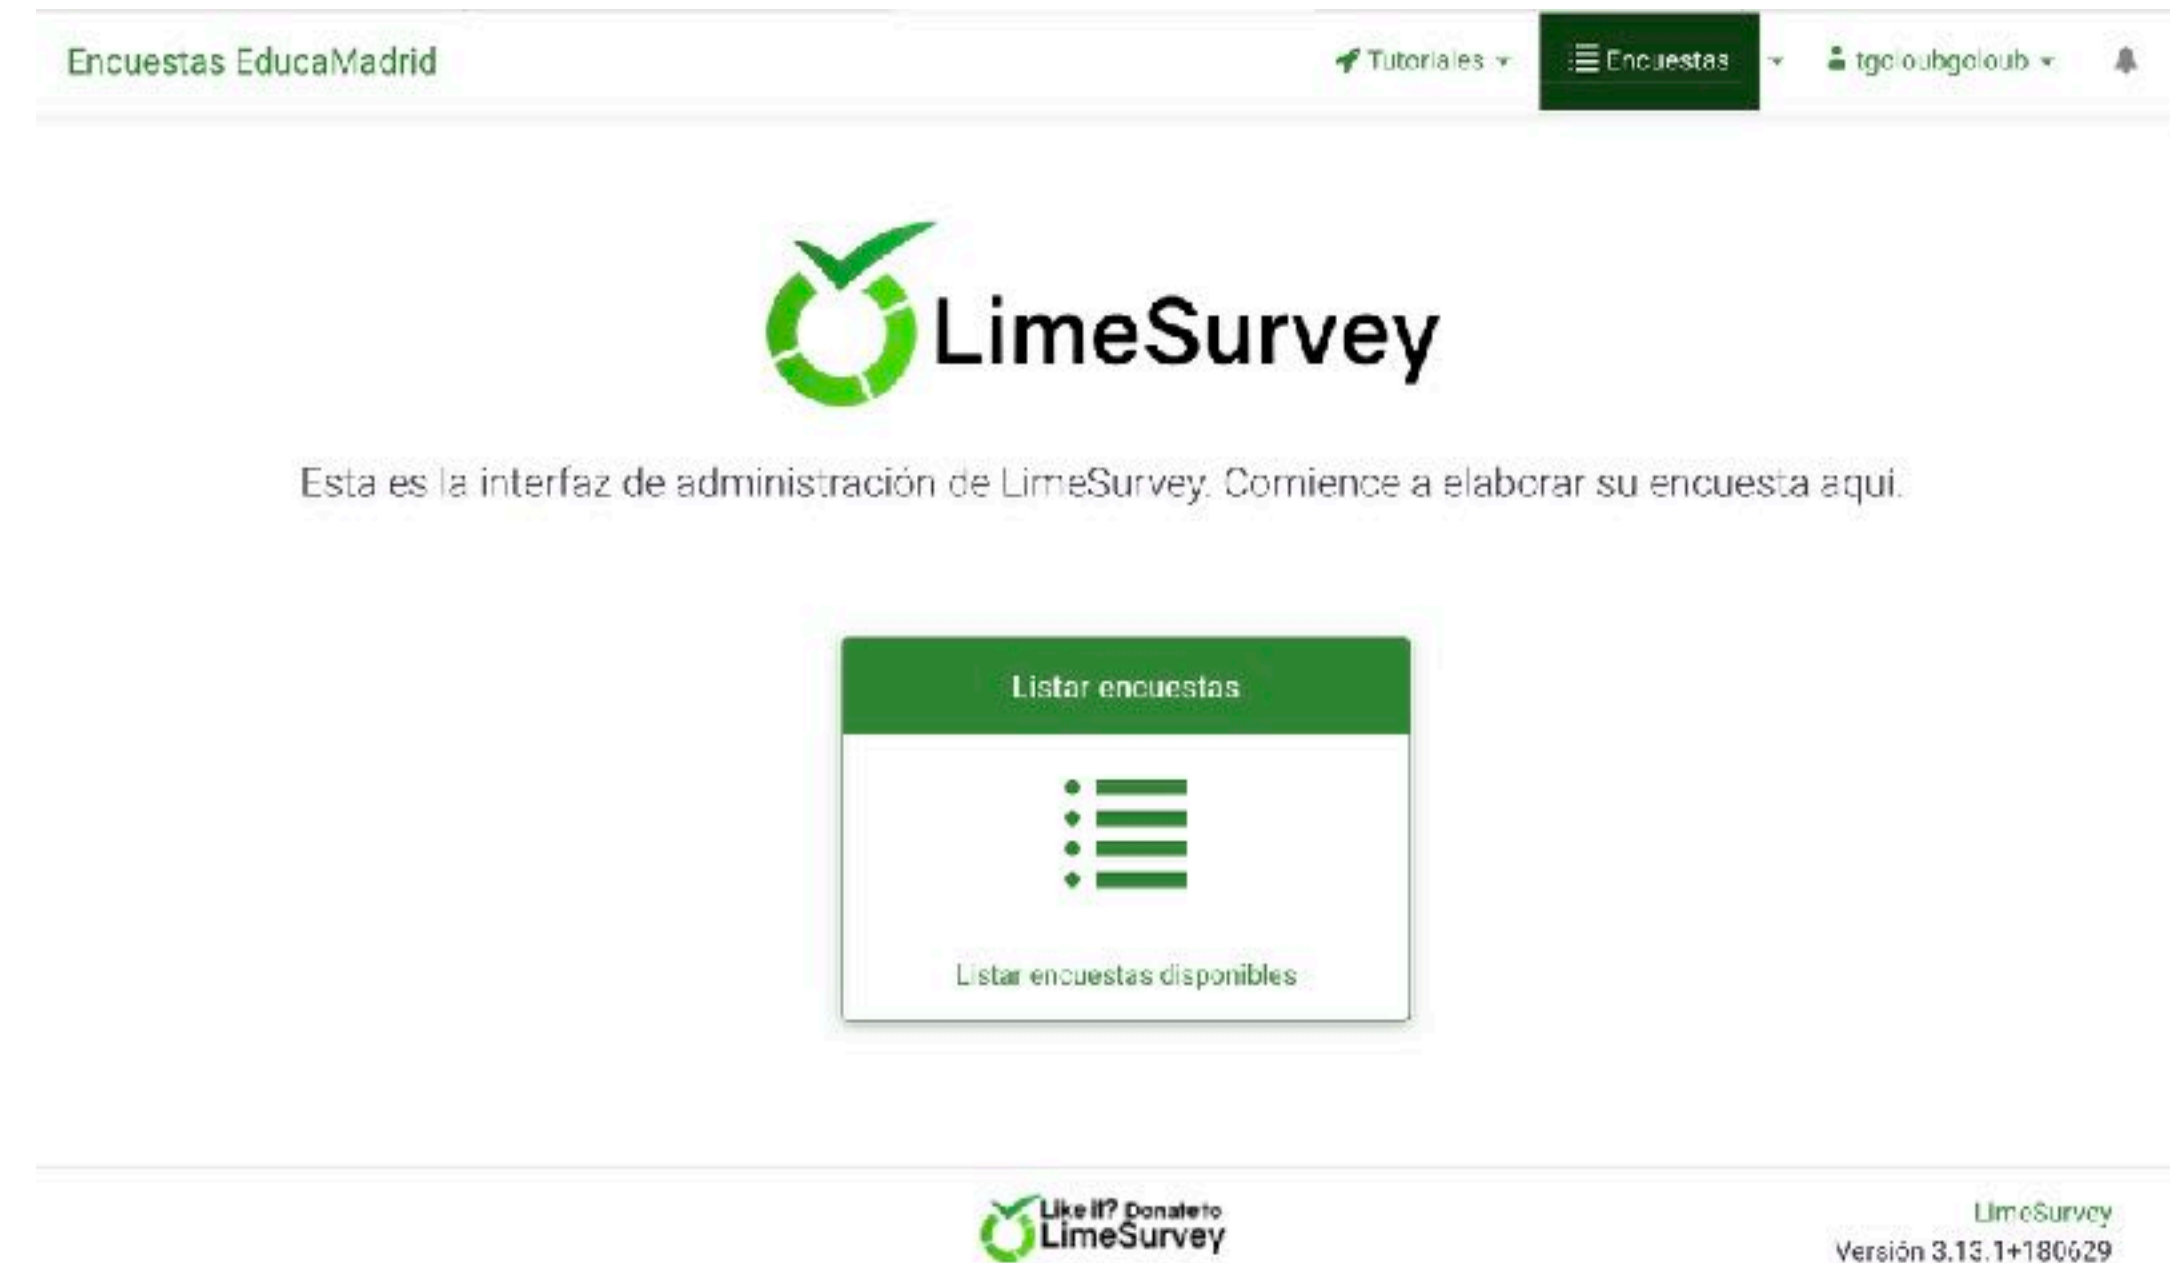 Encuestas EducaMadrid
Tutoriales
Encuestas
tgoloubgoloub
LimeSurvey
Esta es la interfaz de administración de LimeSurvey. Comience a elaborar su encuesta aquí.
Listar encuestas
Listar encuestas disponibles
Like it? Donate to
LimeSurvey
LimeSurvey
Versión 3.13.1+180629